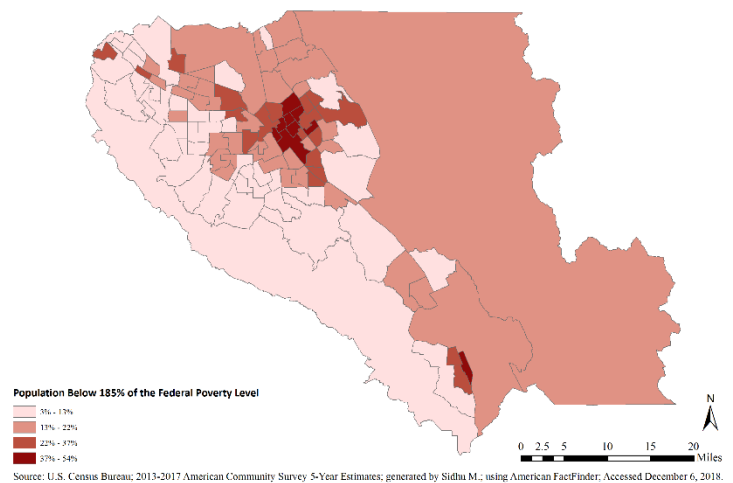 N
Population Below 185% of the Federal Poverty Level
3% - 13%
13% - 22%
22% - 37%
37% - 54%
0 2.5 5 10 15 20
Miles
Source: U.S. Census Bureau; 2013-2017 American Community Survey 5-Year Estimates; generated by Sidhu M.; using American FactFinder; Accessed December 6, 2018.